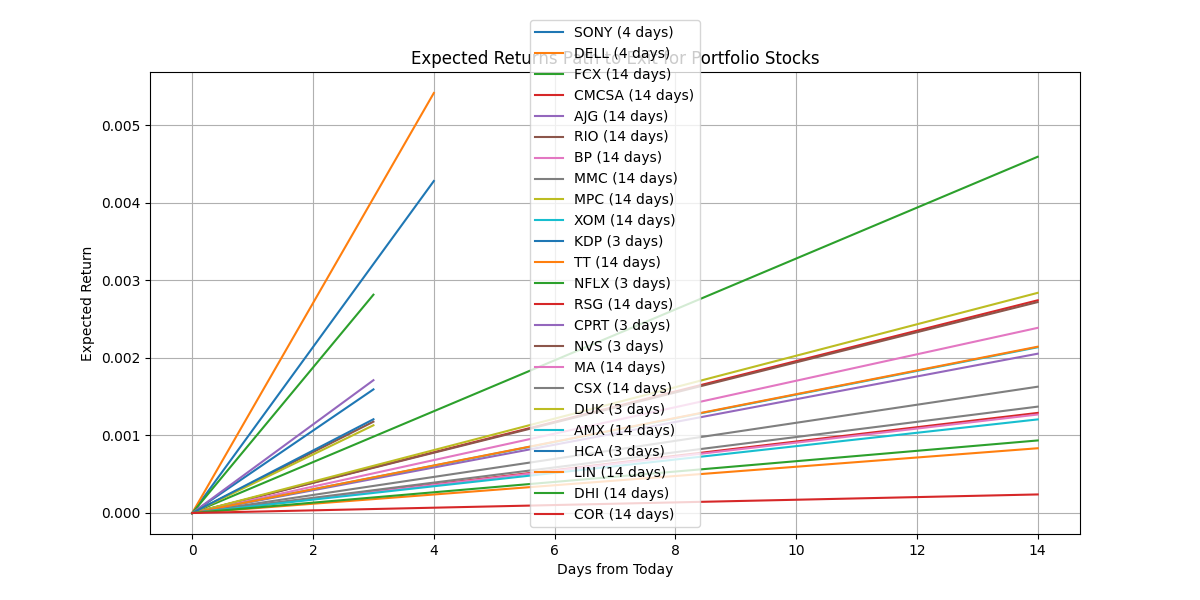 Expected Returns Path to Exit for Portfolio Stocks
SONY (4 days)
DELL (4 days)
FCX (14 days)
CMCSA (14 days)
AJG (14 days)
RIO (14 days)
BP (14 days)
MMC (14 days)
MPC (14 days)
XOM (14 days)
KDP (3 days)
TT (14 days)
NFLX (3 days)
RSG (14 days)
CPRT (3 days)
NVS (3 days)
MA (14 days)
CSX (14 days)
DUK (3 days)
AMX (14 days)
HCA (3 days)
LIN (14 days)
DHI (14 days)
COR (14 days)
Expected Return
0.005
0.004
0.003
0.002
0.001
0.000
0 2 4 6 8 10 12 14
Days from Today